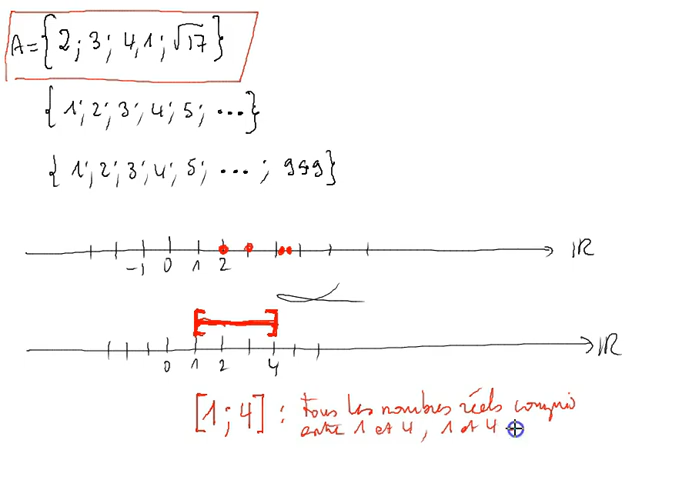 A = {2 ; 3 ; 4,1 ; √17}
{1 ; 2 ; 3 ; 4 ; 5 ; ...}
{1 ; 2 ; 3 ; 4 ; 5 ; ... ; 999}
-1 0 1 2 ℝ
0 1 2 4 ℝ
[1 ; 4] : tous les nombres réels compris
entre 1 et 4, 1 et 4